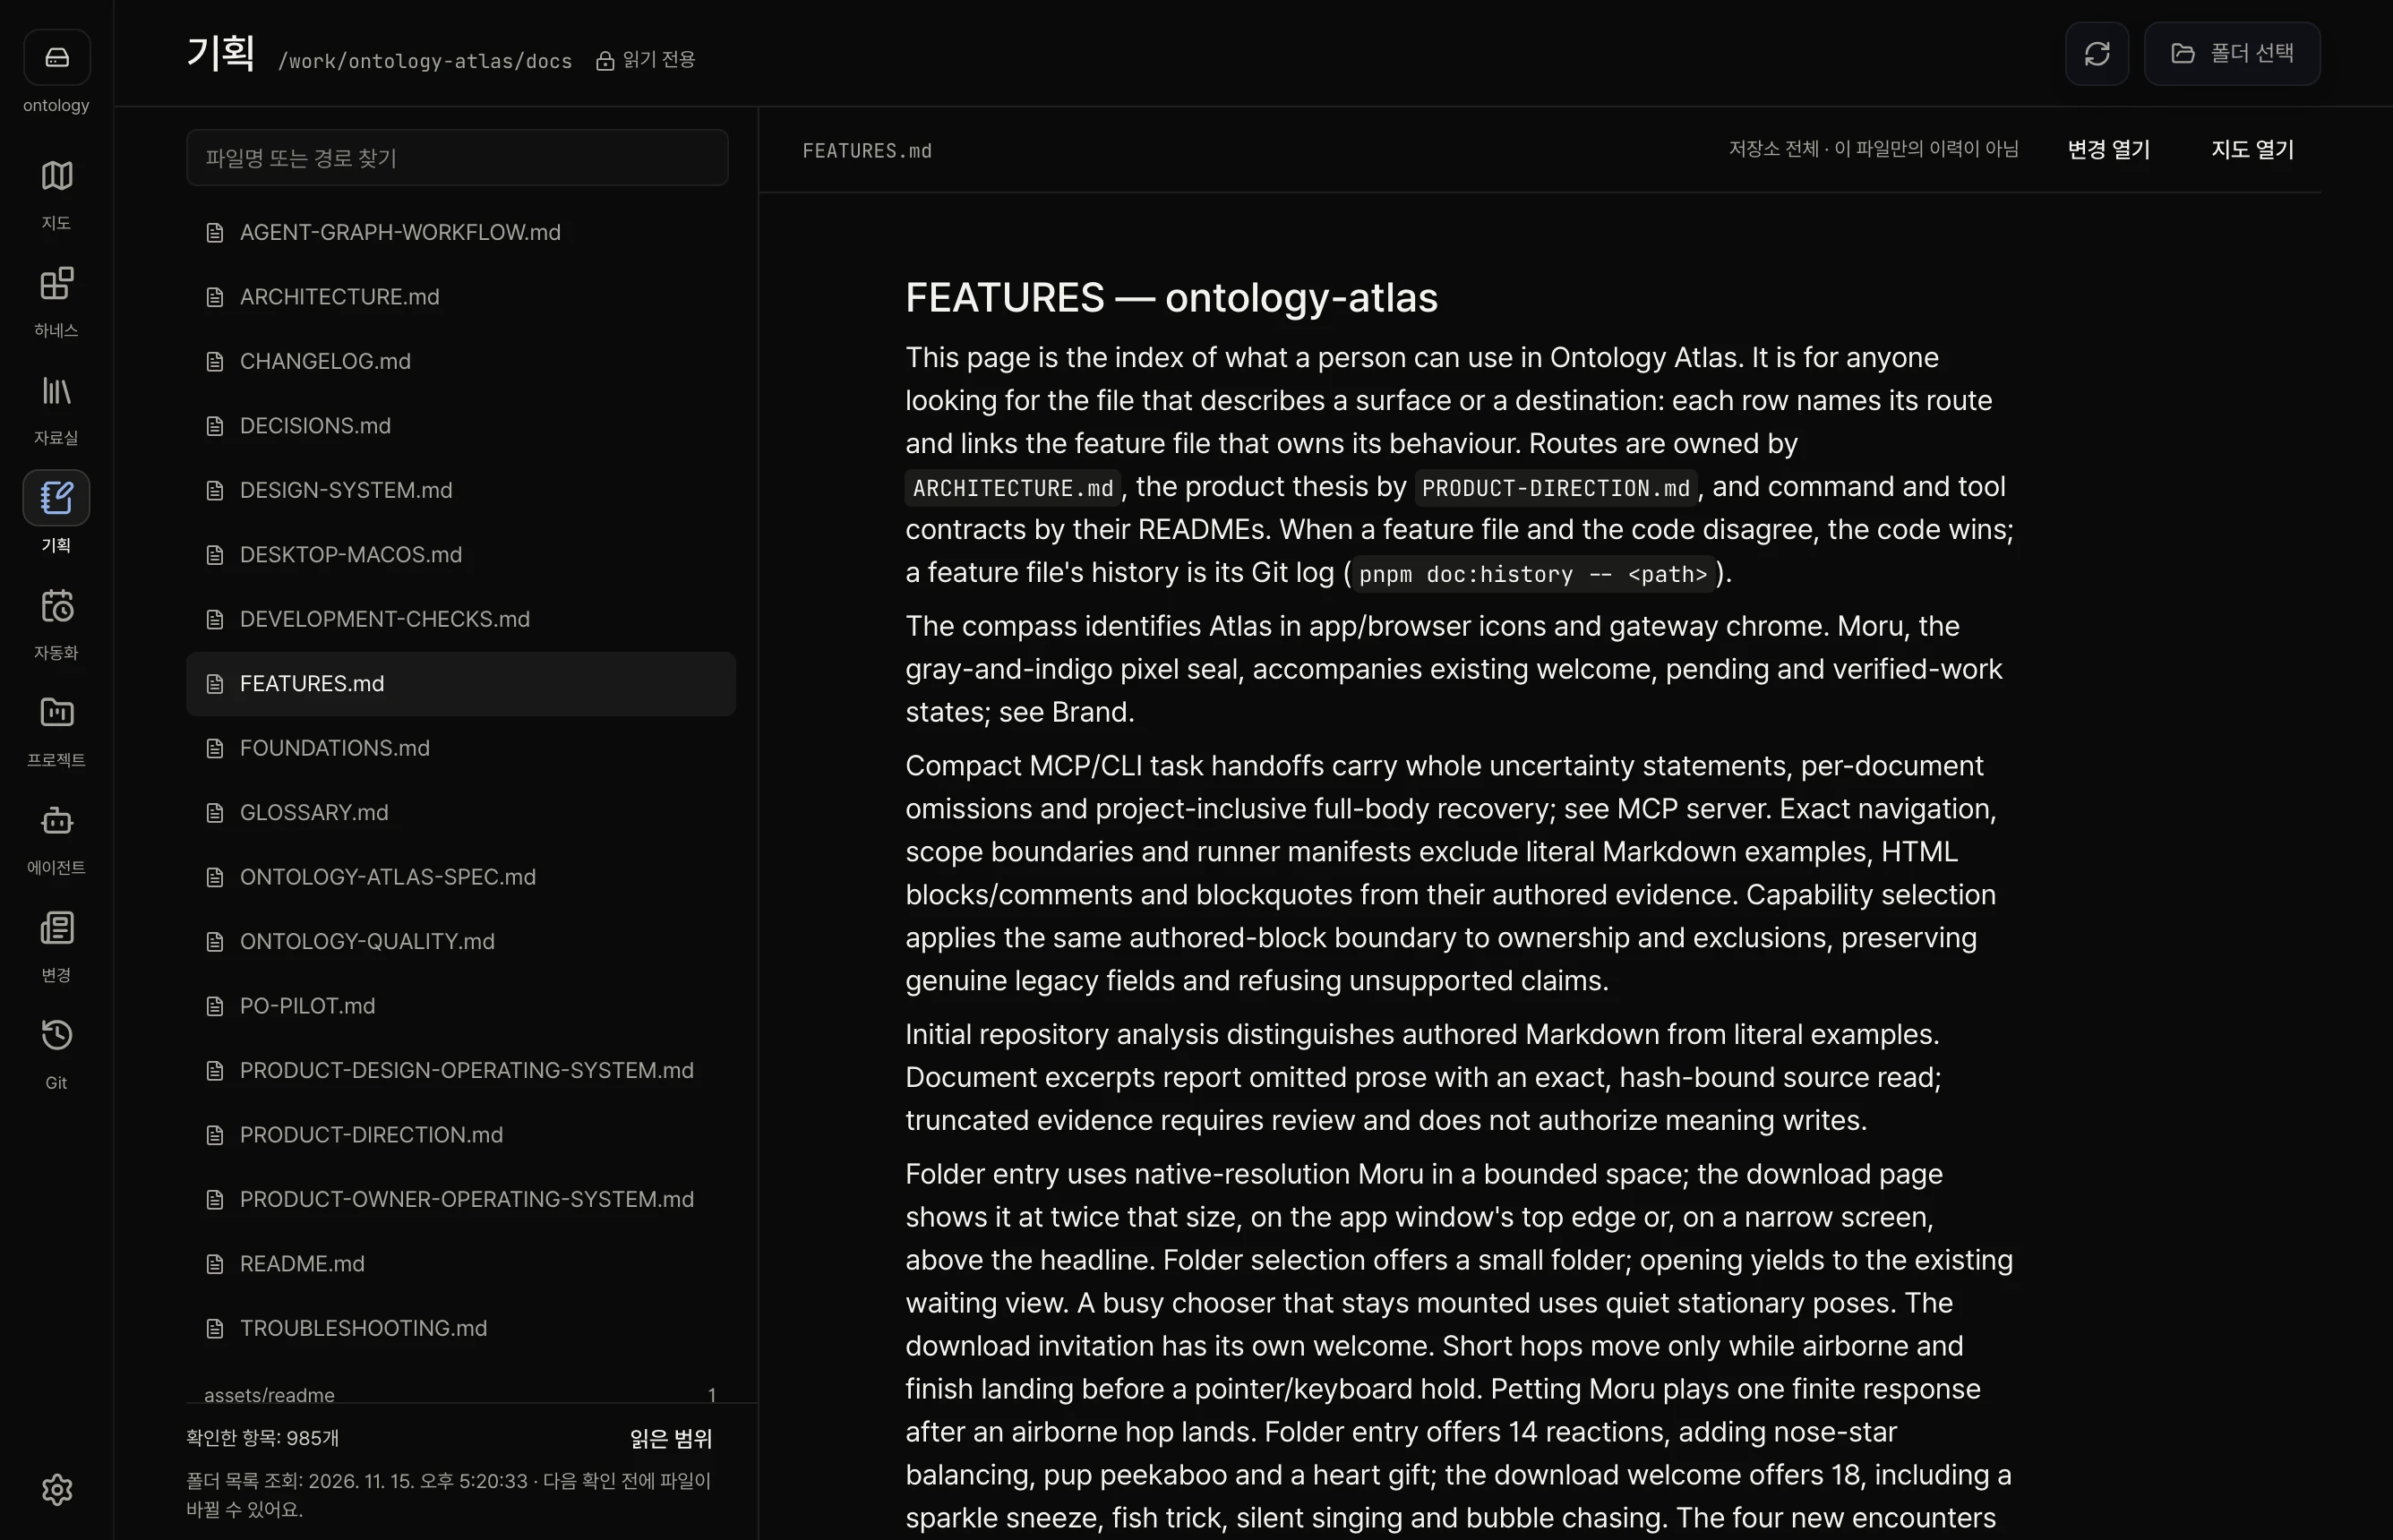 ontology
지도
하네스
자료실
기획
자동화
프로젝트
에이전트
변경
Git
기획 /work/ontology-atlas/docs 읽기 전용
폴더 선택
파일명 또는 경로 찾기
AGENT-GRAPH-WORKFLOW.md
ARCHITECTURE.md
CHANGELOG.md
DECISIONS.md
DESIGN-SYSTEM.md
DESKTOP-MACOS.md
DEVELOPMENT-CHECKS.md
FEATURES.md
FOUNDATIONS.md
GLOSSARY.md
ONTOLOGY-ATLAS-SPEC.md
ONTOLOGY-QUALITY.md
PO-PILOT.md
PRODUCT-DESIGN-OPERATING-SYSTEM.md
PRODUCT-DIRECTION.md
PRODUCT-OWNER-OPERATING-SYSTEM.md
README.md
TROUBLESHOOTING.md
assets/readme 1
확인한 항목: 985개 읽은 범위
폴더 목록 조회: 2026. 11. 15. 오후 5:20:33 · 다음 확인 전에 파일이
바뀔 수 있어요.
FEATURES.md 저장소 전체 · 이 파일만의 이력이 아님 변경 열기 지도 열기
FEATURES — ontology-atlas
This page is the index of what a person can use in Ontology Atlas. It is for anyone
looking for the file that describes a surface or a destination: each row names its route
and links the feature file that owns its behaviour. Routes are owned by
ARCHITECTURE.md, the product thesis by PRODUCT-DIRECTION.md, and command and tool
contracts by their READMEs. When a feature file and the code disagree, the code wins;
a feature file's history is its Git log (pnpm doc:history -- <path>).
The compass identifies Atlas in app/browser icons and gateway chrome. Moru, the
gray-and-indigo pixel seal, accompanies existing welcome, pending and verified-work
states; see Brand.
Compact MCP/CLI task handoffs carry whole uncertainty statements, per-document
omissions and project-inclusive full-body recovery; see MCP server. Exact navigation,
scope boundaries and runner manifests exclude literal Markdown examples, HTML
blocks/comments and blockquotes from their authored evidence. Capability selection
applies the same authored-block boundary to ownership and exclusions, preserving
genuine legacy fields and refusing unsupported claims.
Initial repository analysis distinguishes authored Markdown from literal examples.
Document excerpts report omitted prose with an exact, hash-bound source read;
truncated evidence requires review and does not authorize meaning writes.
Folder entry uses native-resolution Moru in a bounded space; the download page
shows it at twice that size, on the app window's top edge or, on a narrow screen,
above the headline. Folder selection offers a small folder; opening yields to the existing
waiting view. A busy chooser that stays mounted uses quiet stationary poses. The
download invitation has its own welcome. Short hops move only while airborne and
finish landing before a pointer/keyboard hold. Petting Moru plays one finite response
after an airborne hop lands. Folder entry offers 14 reactions, adding nose-star
balancing, pup peekaboo and a heart gift; the download welcome offers 18, including a
sparkle sneeze, fish trick, silent singing and bubble chasing. The four new encounters